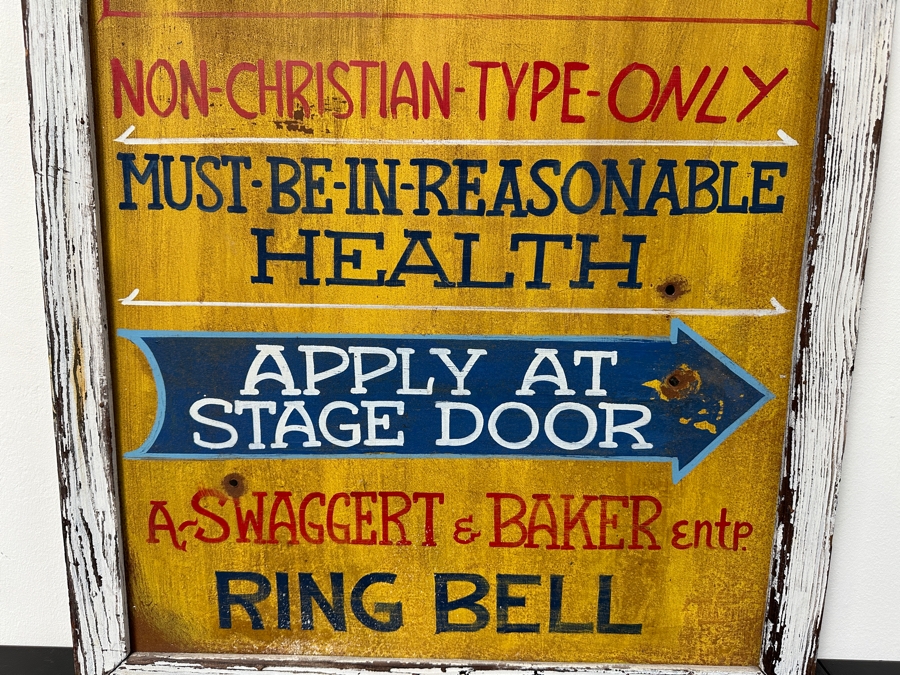 NON-CHRISTIAN-TYPE-ONLY
MUST-BE-IN-REASONABLE
HEALTH
APPLY AT
STAGE DOOR
A~SWAGGERT & BAKER entp.
RING BELL